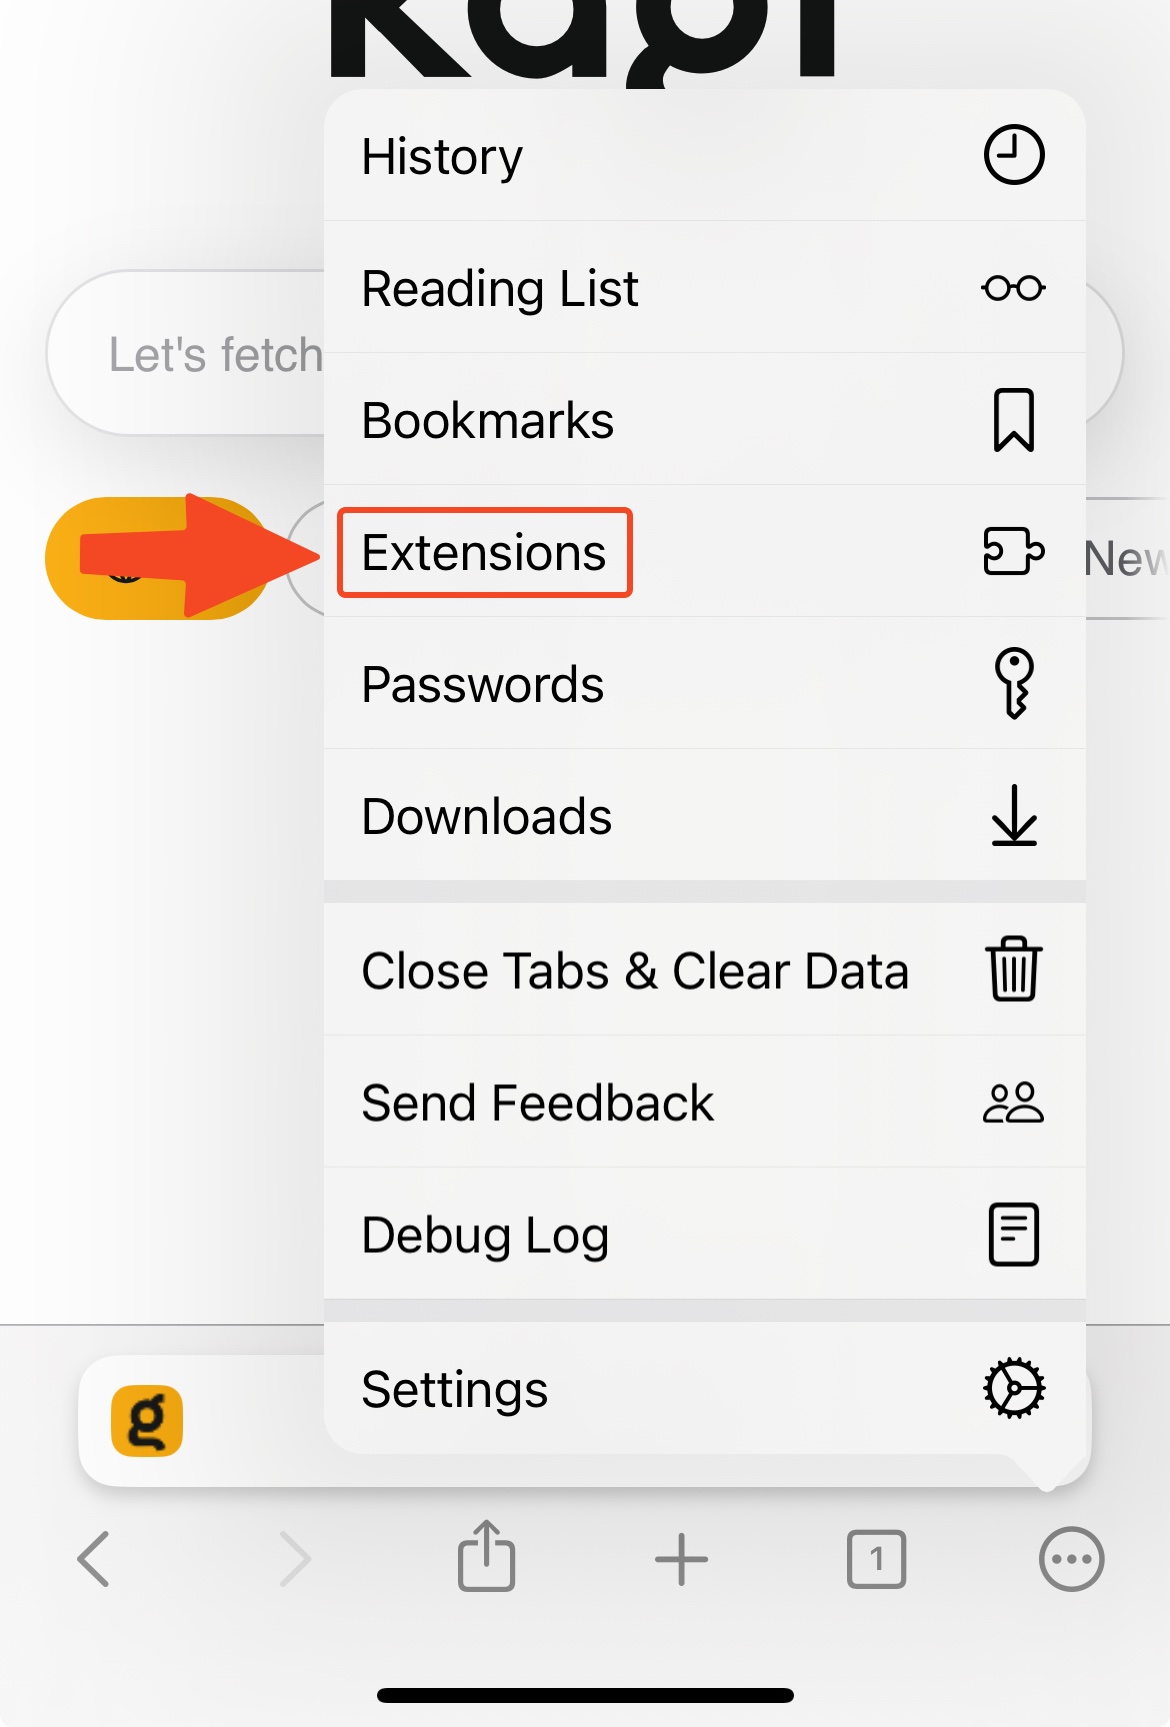 kagi
History
Reading List
Let's fetch
Bookmarks
Extensions
New
Passwords
Downloads
Close Tabs & Clear Data
Send Feedback
Debug Log
Settings
g
1